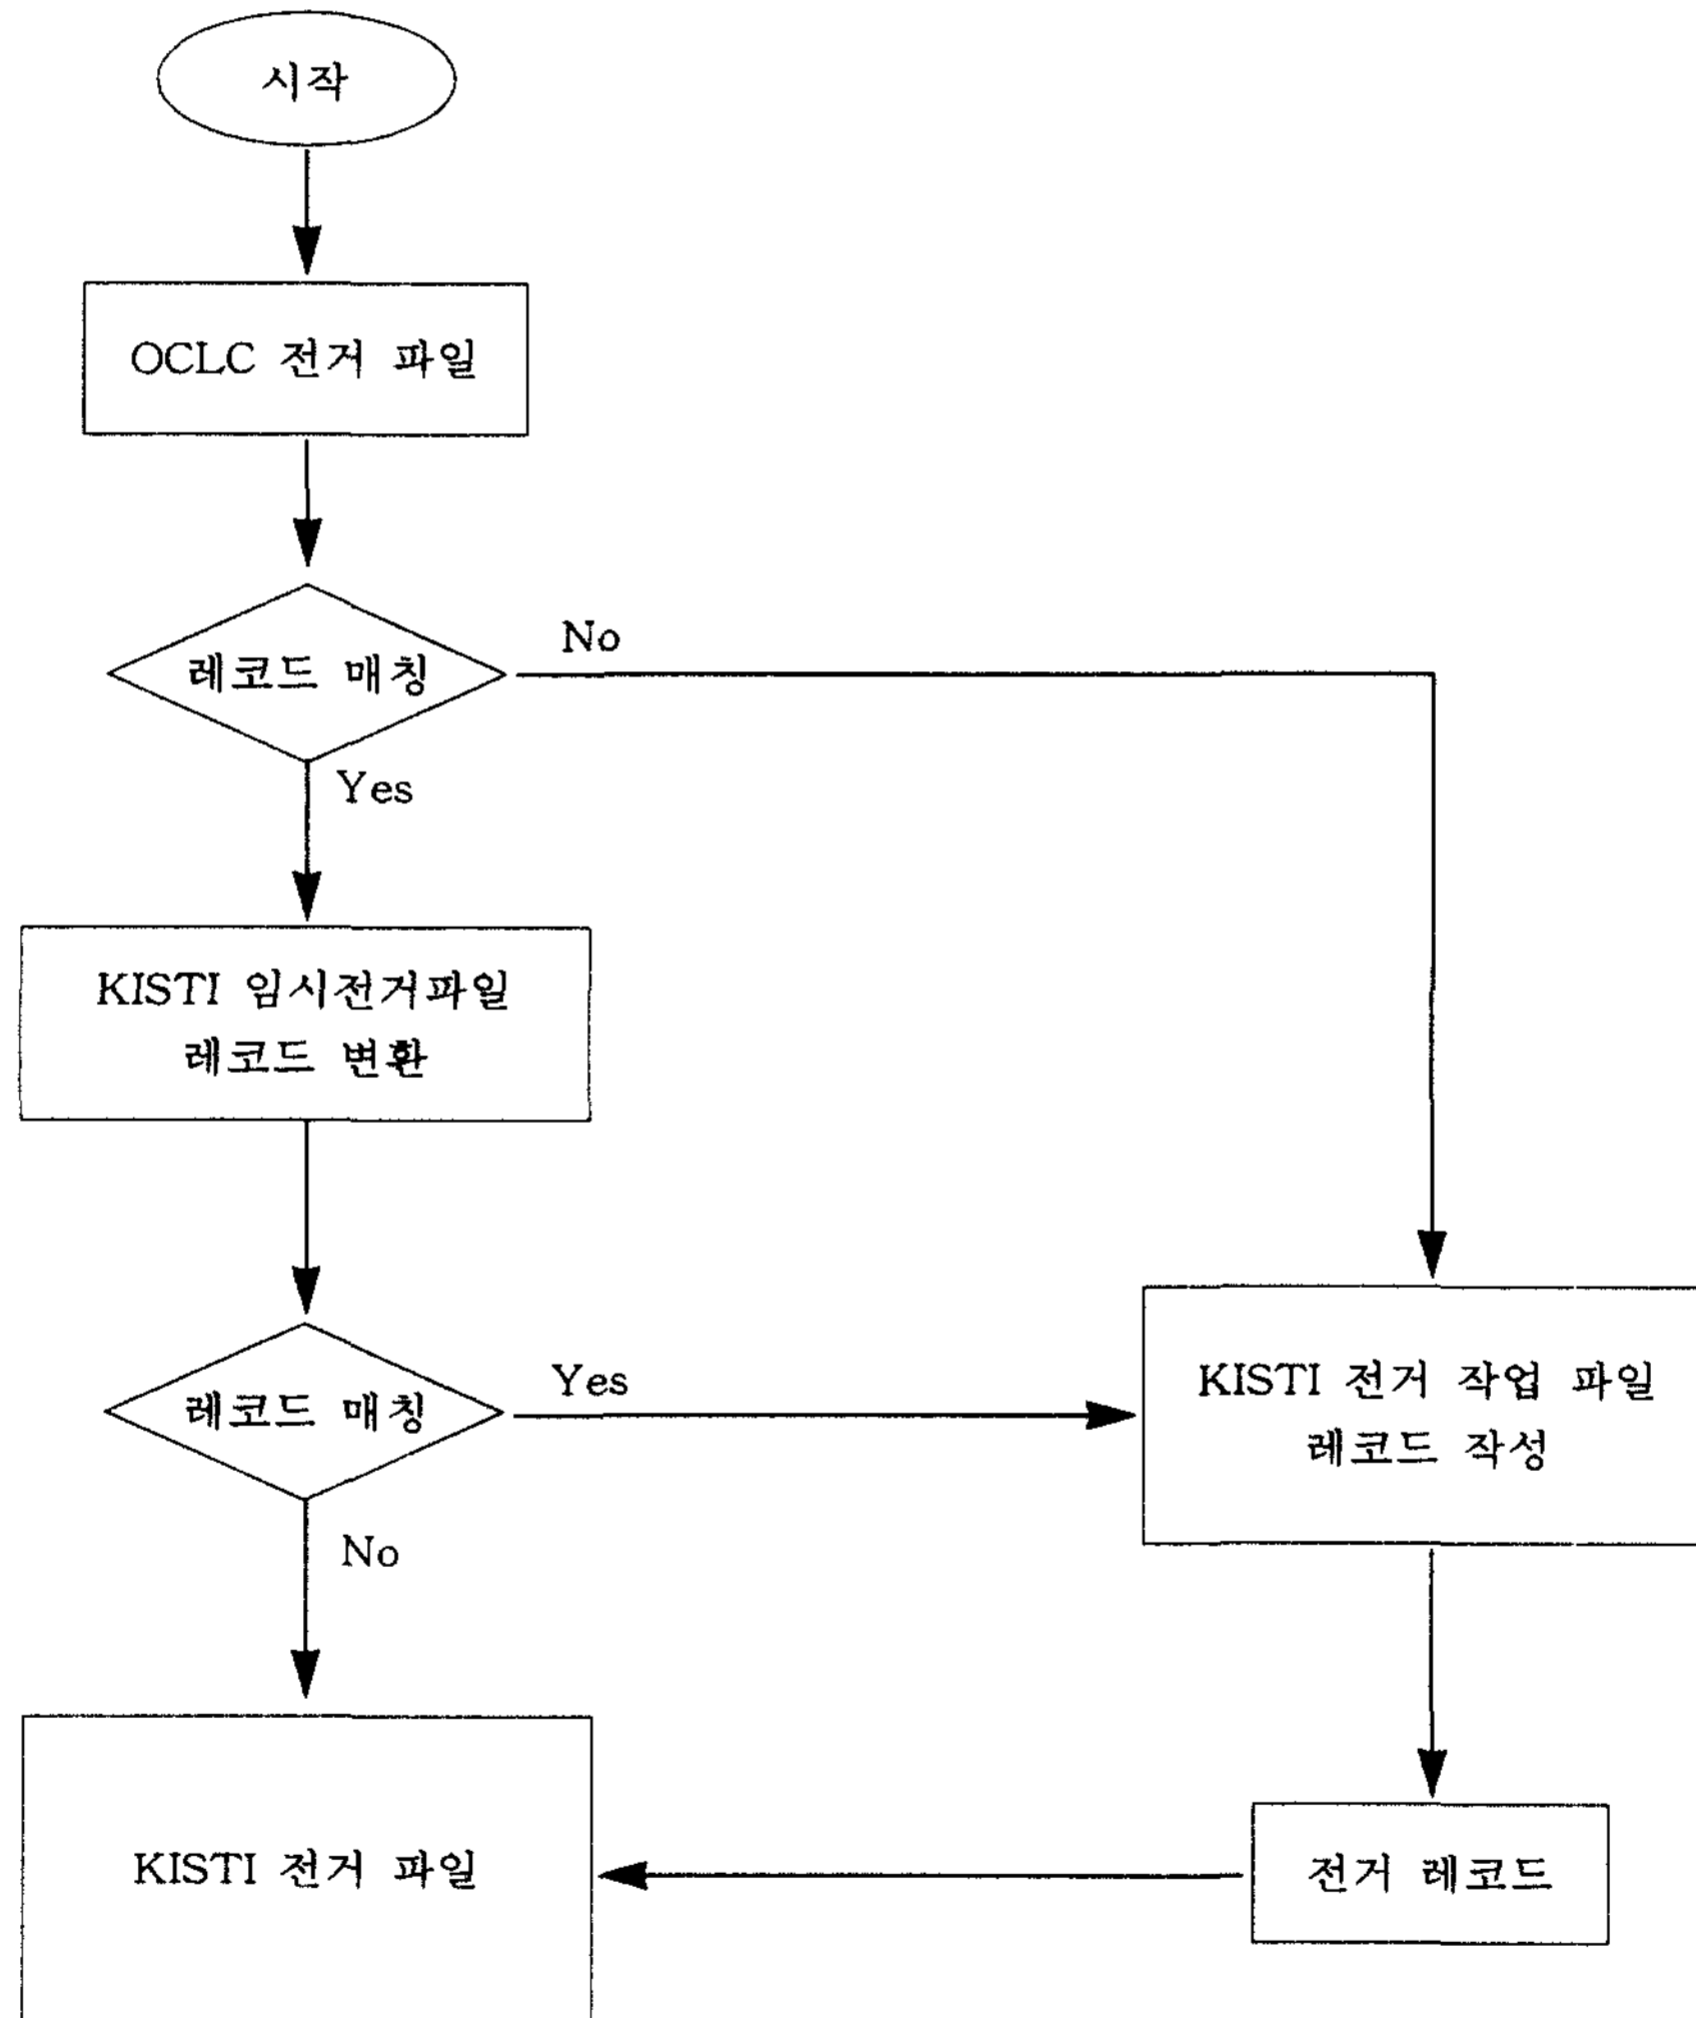 시작
OCLC 전거 파일
레코드 매칭
No
Yes
KISTI 임시전거파일
레코드 변환
레코드 매칭
Yes
KISTI 전거 작업 파일
레코드 작성
No
KISTI 전거 파일
전거 레코드